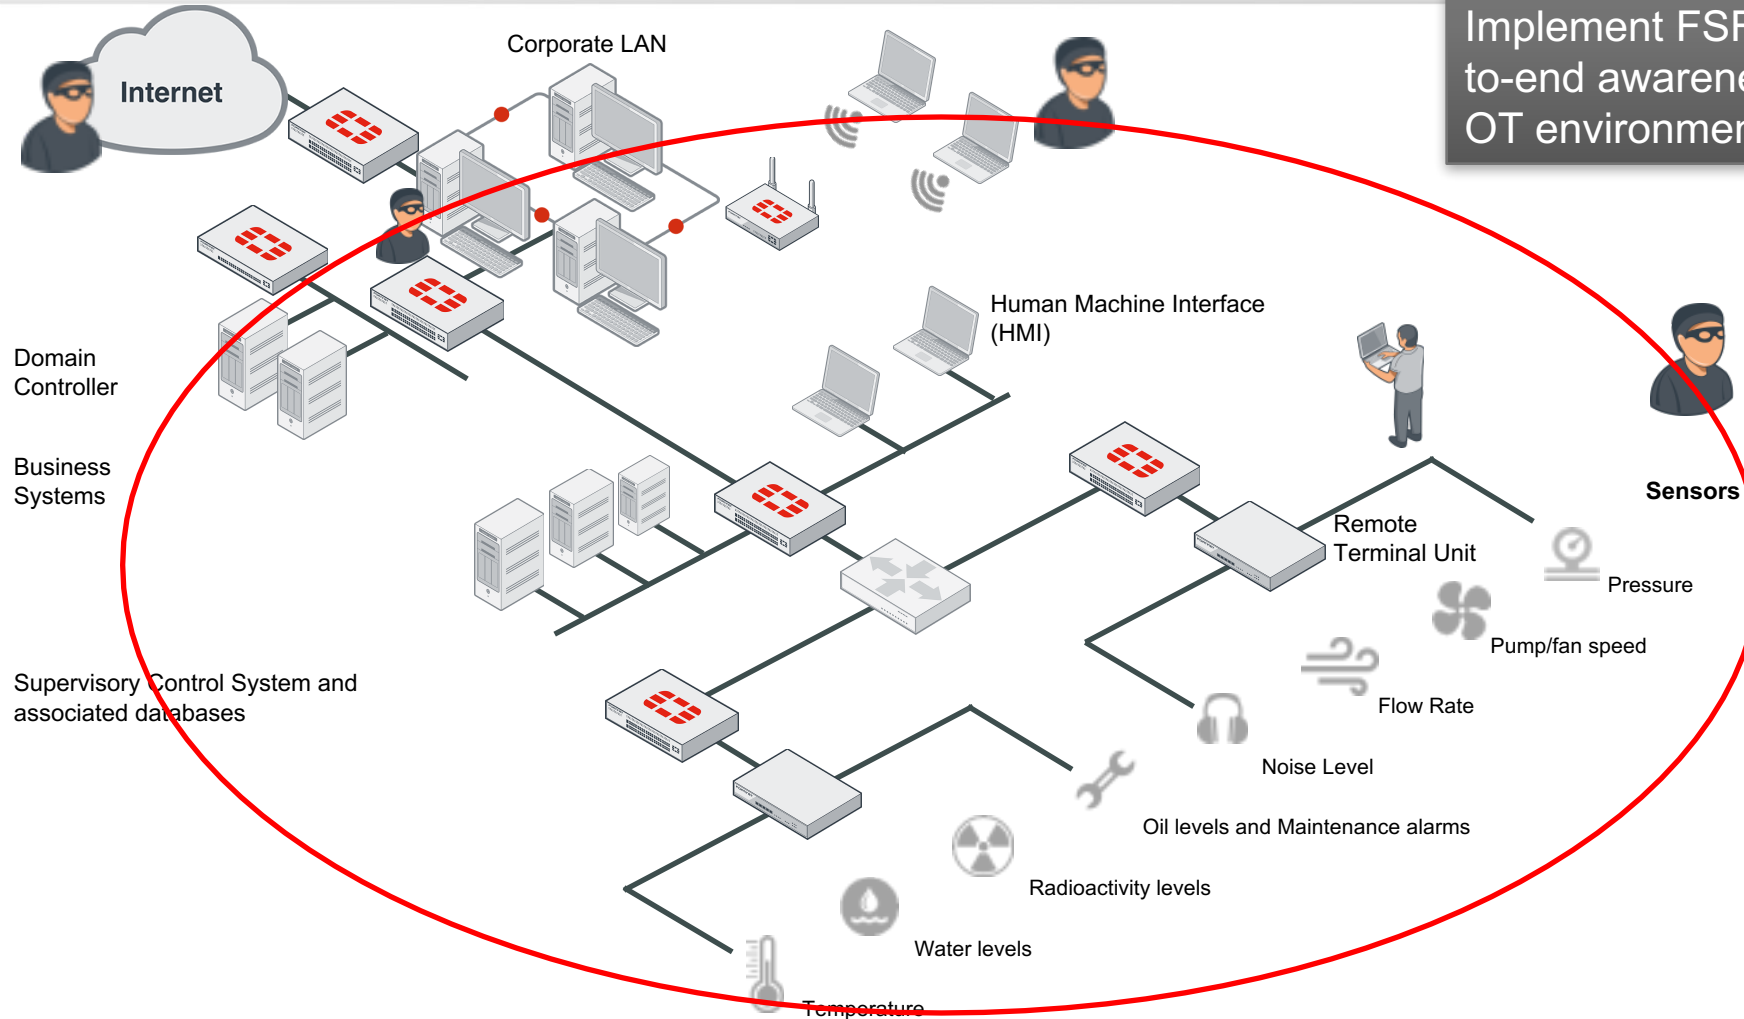 Implement FSF
to-end awarene
OT environmen
Corporate LAN
Internet
Human Machine Interface
(HMI)
Domain
Controller
Business
Systems
Sensors
Remote
Terminal Unit
Pressure
Pump/fan speed
Flow Rate
Supervisory Control System and
associated databases
Noise Level
Oil levels and Maintenance alarms
Radioactivity levels
Water levels
Temperature